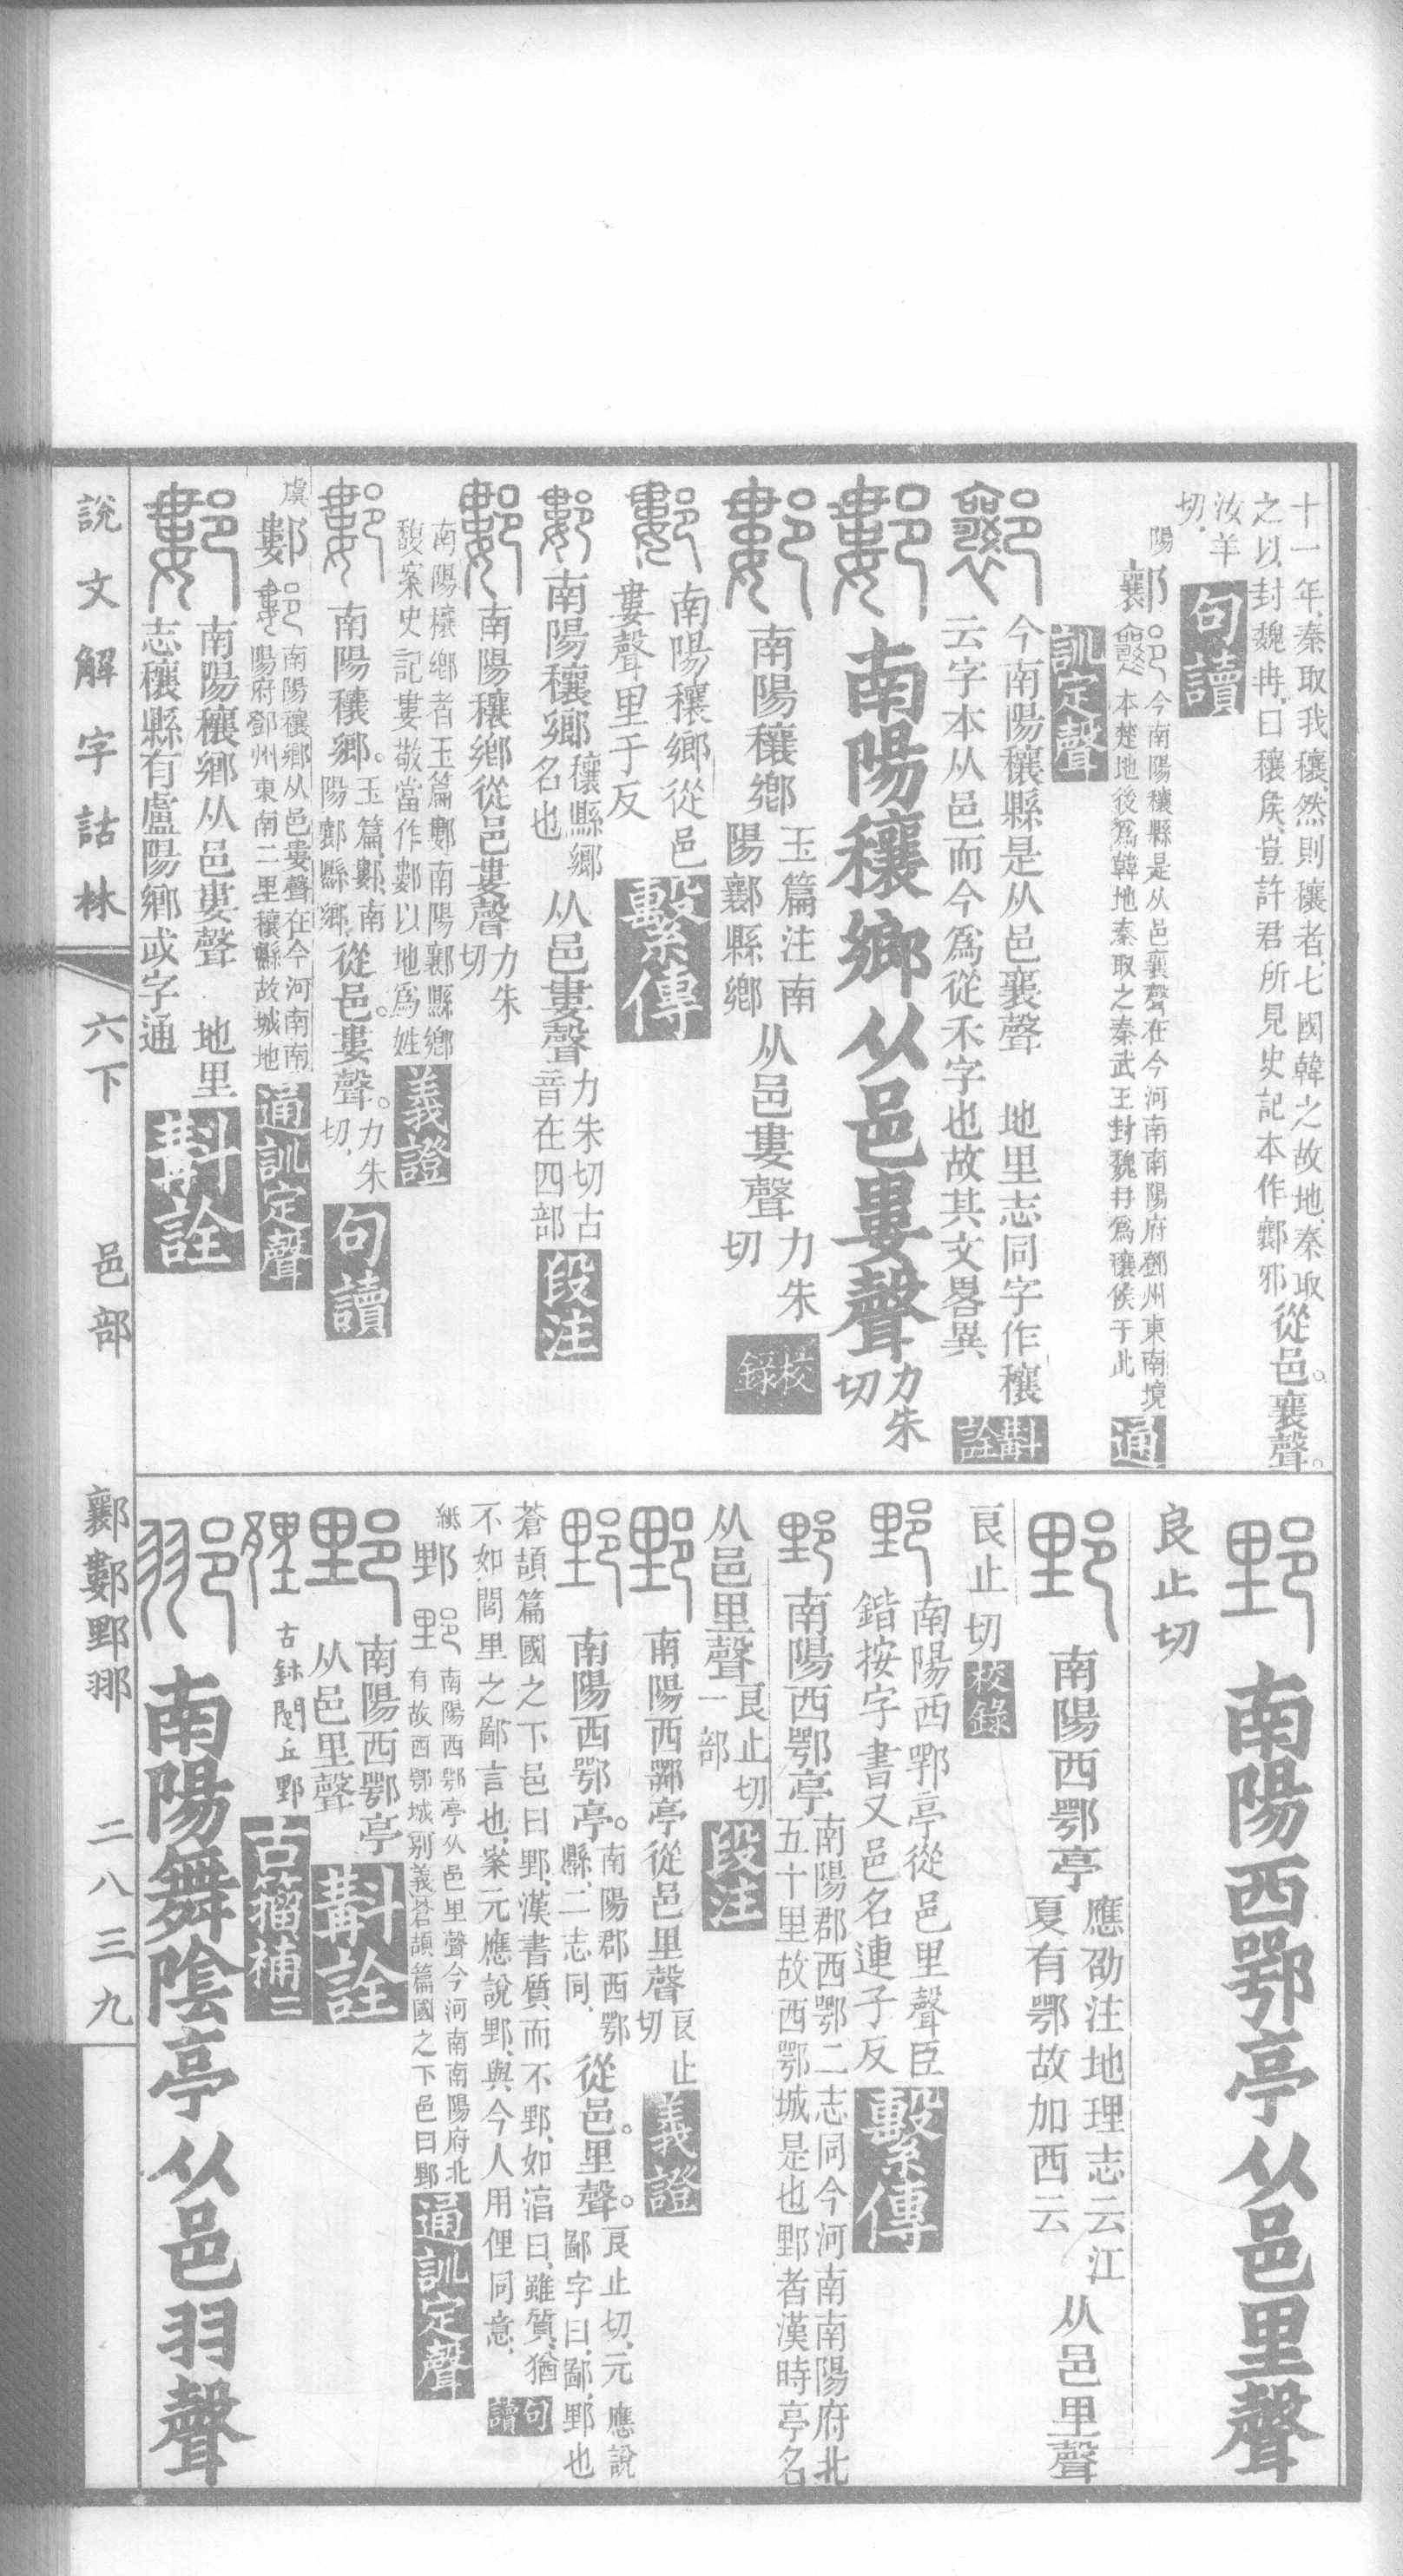 十一年、秦取我穰、然則穰者、七國韓之故地、秦取
之以封魏冉、曰穰矦、豈許君所見史記本作鄴邪從邑。襄聲。
汝羊
切、
句讀
陽
鄴今南陽穰縣是从邑襄聲在今河南南陽府鄧州東南境
本楚地後爲韓地秦取之秦武王封魏冄爲穰侯于此
通
訓定聲
今南陽穰縣是从邑襄聲 地里志同字作穰
云字本从邑而今爲從禾字也故其文畧異
斠詮
南陽穰鄉从邑婁聲力朱
切
南陽穰鄉玉篇注南
陽鄴縣鄉从邑婁聲力朱
切
校錄
南陽穰鄉從邑
婁聲里于反
繫傳
南陽穰鄉穰縣鄉
名也从邑婁聲力朱切古
音在四部
段注
南陽穰鄉從邑婁聲力朱
切
南陽穰鄉者玉篇鄻南陽鄴縣鄉
馥案史記婁敬當作鄻以地爲姓
義證
南陽穰鄉。玉篇、鄻、南
陽鄴縣鄉、從邑。婁聲。力朱
切、
句讀
虞
鄻南陽穰鄉从邑婁聲在今河南南
陽府鄧州東南二里穰縣故城地
通訓定聲
南陽穰鄉从邑婁聲 地里
志穰縣有盧陽鄉或字通
斠詮
南陽西鄂亭从邑里聲
良止切
南陽西鄂亭應劭注地理志云江
夏有鄂故加西云从邑里聲
良止切
校錄
南陽西鄂亭從邑里聲臣
鍇按字書又邑名連子反
繫傳
南陽西鄂亭南陽郡西鄂二志同今河南南陽府北
五十里故西鄂城是也郢者漢時亭名
从邑里聲良止切
一部
段注
南陽西鄂亭從邑里聲良止
切
義證
南陽西鄂亭。南陽郡西鄂
縣、二志同、從邑。里聲。良止切、元應說
鄙字曰、鄙、野也
蒼頡篇國之下邑曰野、漢書質、而不野、如湻曰、雖質、猶
不如閭里之鄙言也、案元應說野、與今人用俚同意、
句讀
紙
野南陽西鄂亭从邑里聲今河南南陽府北
有故西鄂城別義蒼頡篇國之下邑曰野
通訓定聲
南陽西鄂亭
从邑里聲
斠詮
古鉥閭丘野
古籀補二
南陽舞陰亭从邑羽聲
說文解字詁林
六下
邑部
二八三九